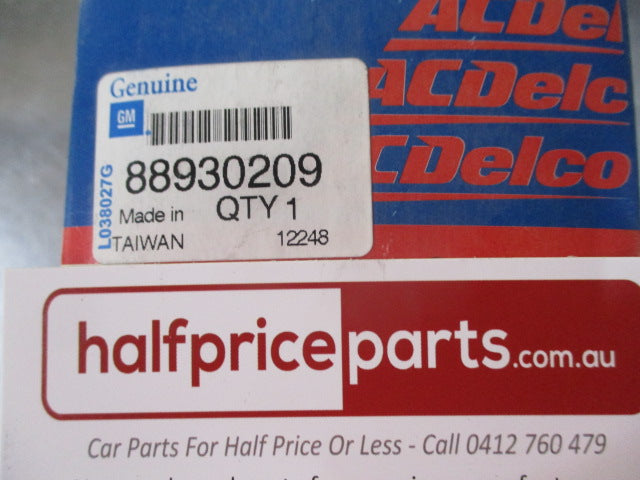 ACDel
ACDelc
CDelco
Genuine
GM
88930209
L038027G
Made in QTY 1
TAIWAN 12248
halfpriceparts.com.au
Car Parts For Half Price Or Less - Call 0412 760 479